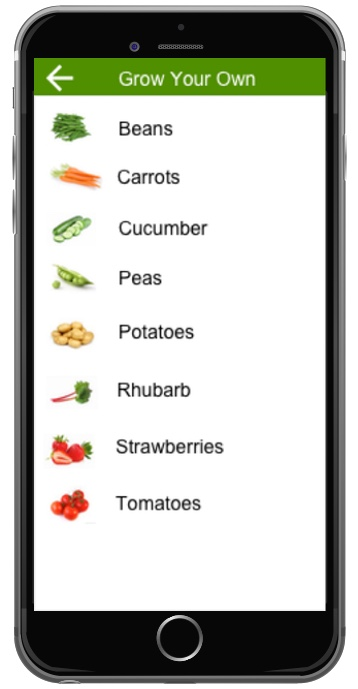 Grow Your Own
Beans
Carrots
Cucumber
Peas
Potatoes
Rhubarb
Strawberries
Tomatoes